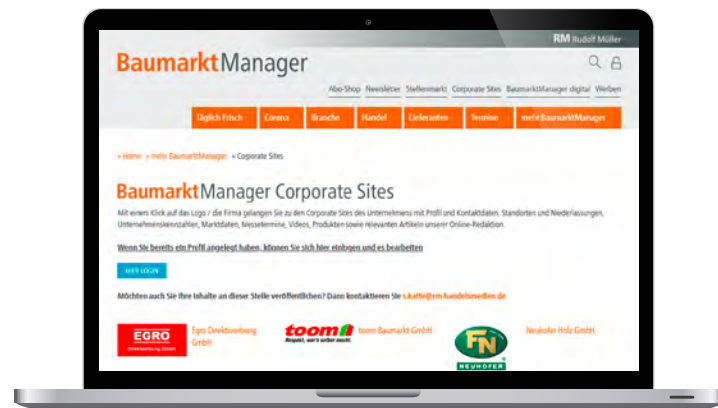 RM Rudolf Müller
BaumarktManager
Abo-Shop Newsletter Stellenmarkt Corporate Sites BaumarktManager digital Werben
Täglich Frisch Corona Branche Handel Lieferanten Termine mehr BaumarktManager
» Home » mehr BaumarktManager » Corporate Sites
BaumarktManager Corporate Sites
Mit einem Klick auf das Logo / die Firma gelangen Sie zu den Corporate Sites des Unternehmens mit Profil und Kontaktdaten, Standorten und Niederlassungen,
Unternehmenskennzahlen, Marktdaten, Messetermine, Videos, Produkten sowie relevanten Artikeln unserer Online-Redaktion.
Wenn Sie bereits ein Profil angelegt haben, können Sie sich hier einlogen und es bearbeiten
HIER LOGIN
Möchten auch Sie Ihre Inhalte an dieser Stelle veröffentlichen? Dann kontaktieren Sie s.katte@rm-handelsmedien.de
EGRO
Direktwerbung GmbH
Egro Direktwerbung
GmbH
toom
Respekt, wer's selber macht.
toom Baumarkt GmbH
FN
NEUHOFER
Neuhofer Holz GmbH